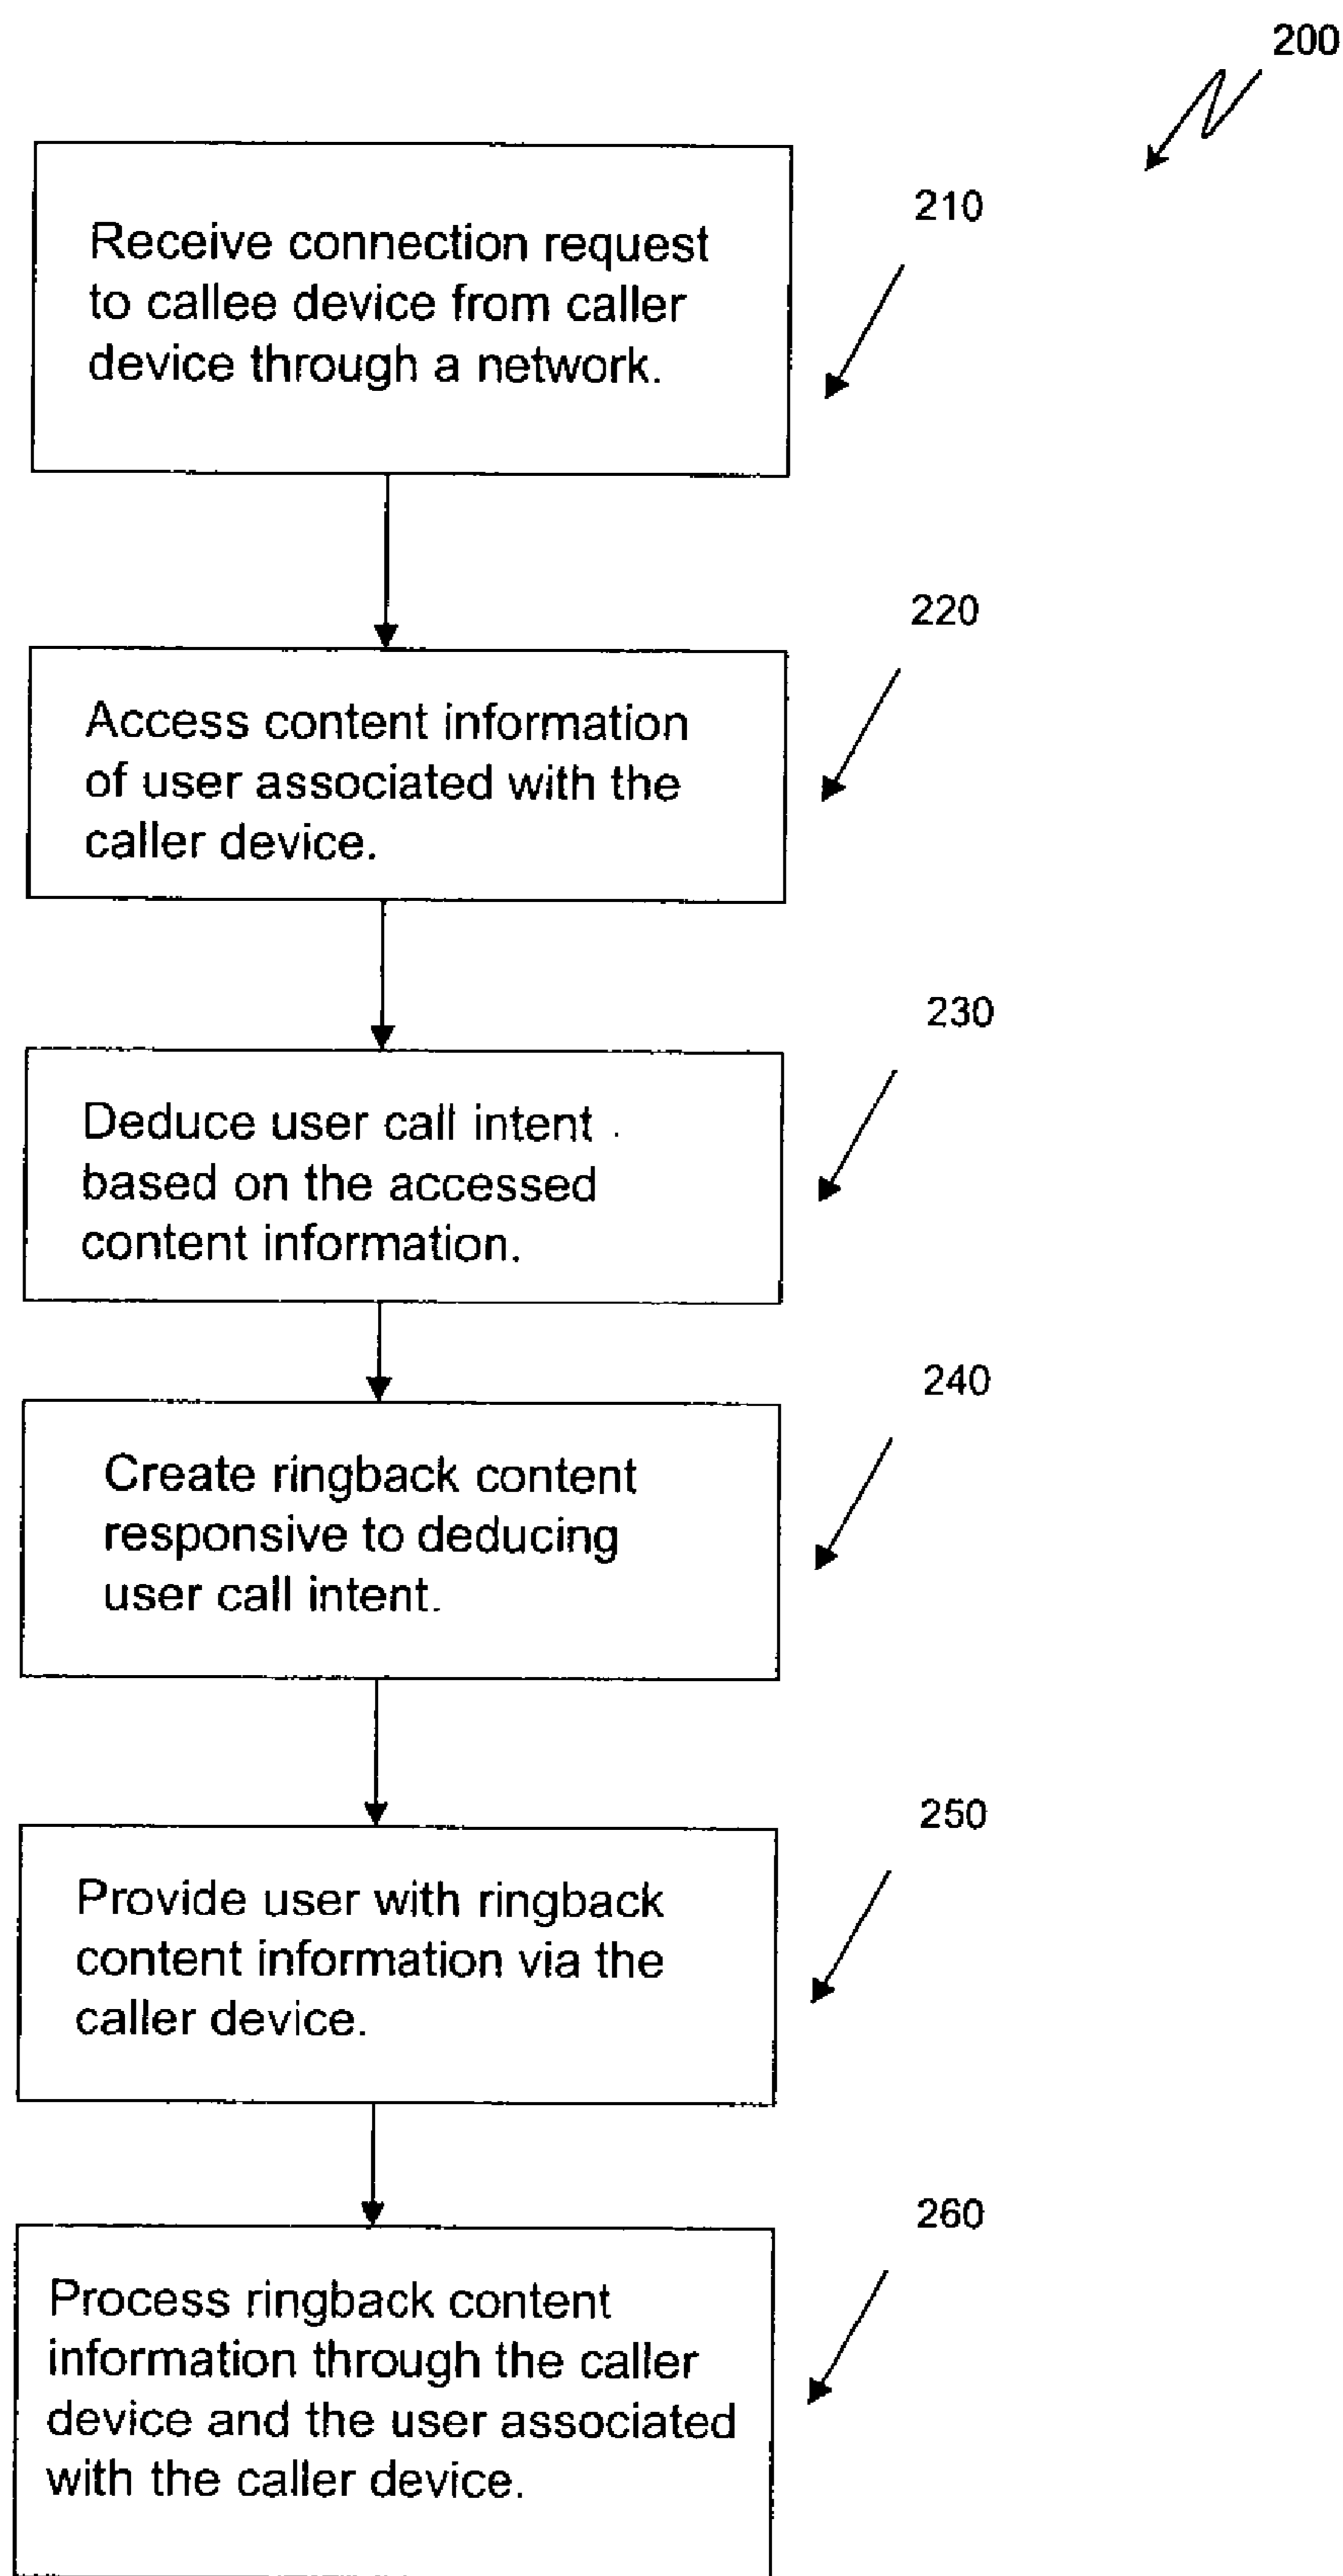 200
210
Receive connection request
to callee device from caller
device through a network.
220
Access content information
of user associated with the
caller device.
230
Deduce user call intent
based on the accessed
content information.
240
Create ringback content
responsive to deducing
user call intent.
250
Provide user with ringback
content information via the
caller device.
260
Process ringback content
information through the caller
device and the user associated
with the caller device.